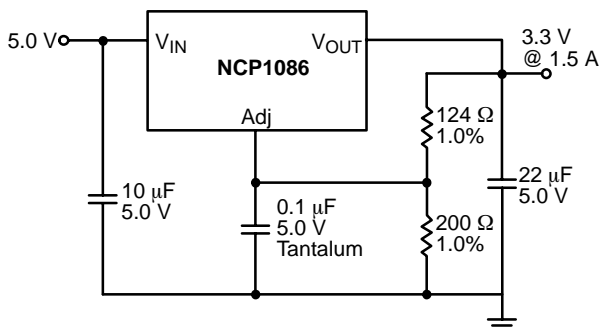 5.0 V
VIN
VOUT
NCP1086
Adj
3.3 V
@ 1.5 A
124 Ω
1.0%
10 μF
5.0 V
0.1 μF
5.0 V
Tantalum
200 Ω
1.0%
22 μF
5.0 V